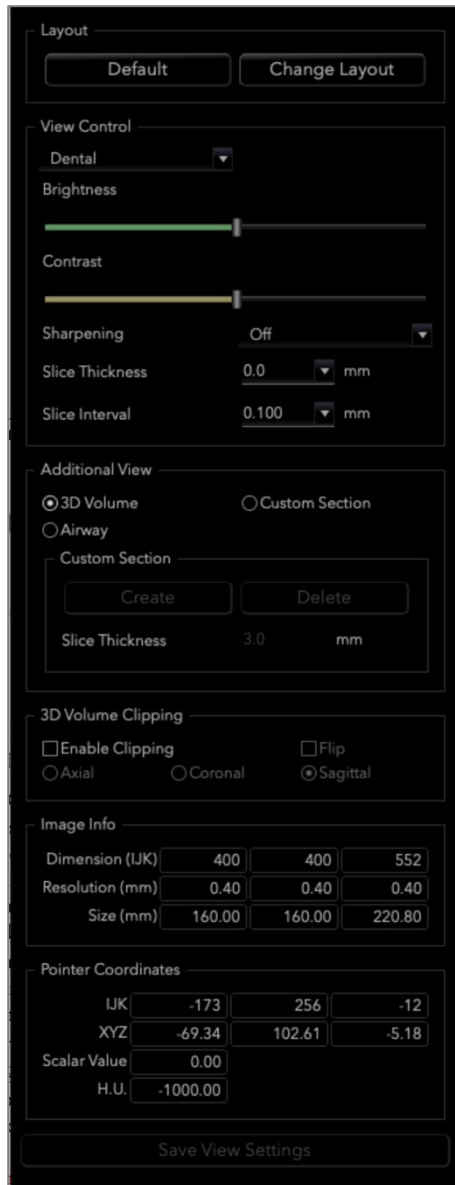 Layout
Default Change Layout
View Control
Dental
Brightness
Contrast
Sharpening Off
Slice Thickness 0.0 mm
Slice Interval 0.100 mm
Additional View
3D Volume Custom Section
Airway
Custom Section
Create Delete
Slice Thickness 3.0 mm
3D Volume Clipping
Enable Clipping Flip
Axial Coronal Sagittal
Image Info
Dimension (IJK) 400 400 552
Resolution (mm) 0.40 0.40 0.40
Size (mm) 160.00 160.00 220.80
Pointer Coordinates
IJK -173 256 -12
XYZ -69.34 102.61 -5.18
Scalar Value 0.00
H.U. -1000.00
Save View Settings